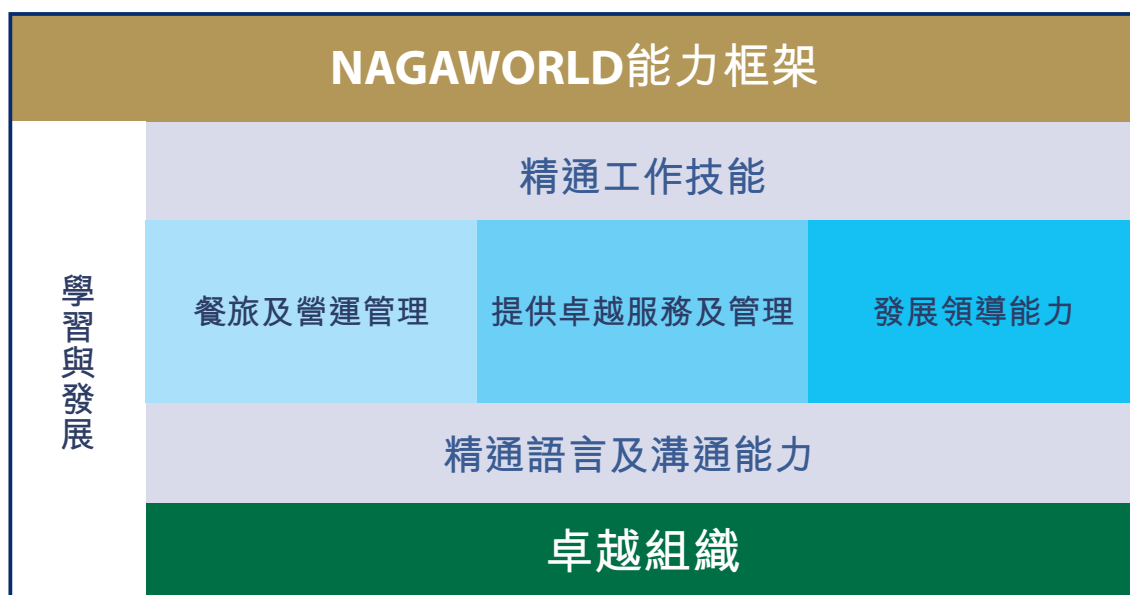 NAGAWORLD能力框架
學習與發展
精通工作技能
餐旅及營運管理
提供卓越服務及管理
發展領導能力
精通語言及溝通能力
卓越組織